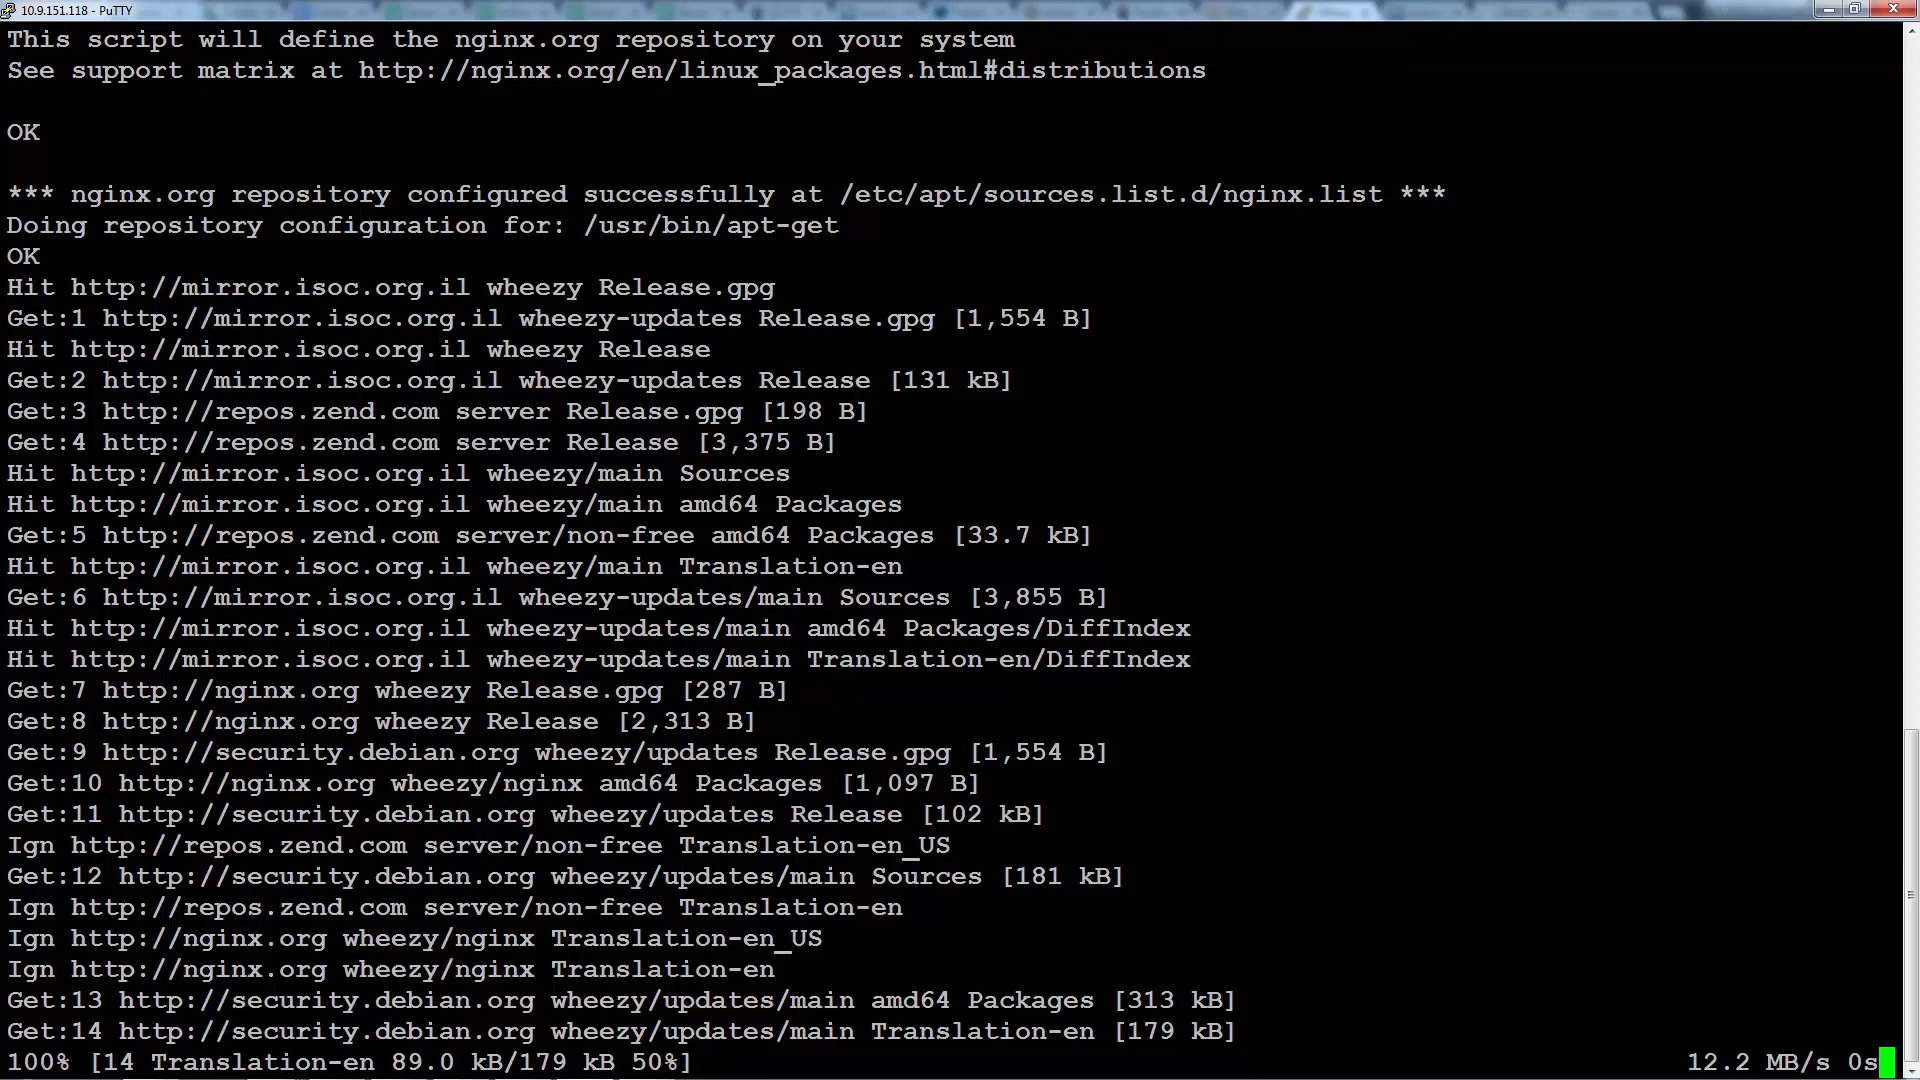 10.9.151.118 - PuTTY
This script will define the nginx.org repository on your system
See support matrix at http://nginx.org/en/linux_packages.html#distributions
OK
*** nginx.org repository configured successfully at /etc/apt/sources.list.d/nginx.list ***
Doing repository configuration for: /usr/bin/apt-get
OK
Hit http://mirror.isoc.org.il wheezy Release.gpg
Get:1 http://mirror.isoc.org.il wheezy-updates Release.gpg [1,554 B]
Hit http://mirror.isoc.org.il wheezy Release
Get:2 http://mirror.isoc.org.il wheezy-updates Release [131 kB]
Get:3 http://repos.zend.com server Release.gpg [198 B]
Get:4 http://repos.zend.com server Release [3,375 B]
Hit http://mirror.isoc.org.il wheezy/main Sources
Hit http://mirror.isoc.org.il wheezy/main amd64 Packages
Get:5 http://repos.zend.com server/non-free amd64 Packages [33.7 kB]
Hit http://mirror.isoc.org.il wheezy/main Translation-en
Get:6 http://mirror.isoc.org.il wheezy-updates/main Sources [3,855 B]
Hit http://mirror.isoc.org.il wheezy-updates/main amd64 Packages/DiffIndex
Hit http://mirror.isoc.org.il wheezy-updates/main Translation-en/DiffIndex
Get:7 http://nginx.org wheezy Release.gpg [287 B]
Get:8 http://nginx.org wheezy Release [2,313 B]
Get:9 http://security.debian.org wheezy/updates Release.gpg [1,554 B]
Get:10 http://nginx.org wheezy/nginx amd64 Packages [1,097 B]
Get:11 http://security.debian.org wheezy/updates Release [102 kB]
Ign http://repos.zend.com server/non-free Translation-en_US
Get:12 http://security.debian.org wheezy/updates/main Sources [181 kB]
Ign http://repos.zend.com server/non-free Translation-en
Ign http://nginx.org wheezy/nginx Translation-en_US
Ign http://nginx.org wheezy/nginx Translation-en
Get:13 http://security.debian.org wheezy/updates/main amd64 Packages [313 kB]
Get:14 http://security.debian.org wheezy/updates/main Translation-en [179 kB]
100% [14 Translation-en 89.0 kB/179 kB 50%] 12.2 MB/s 0s